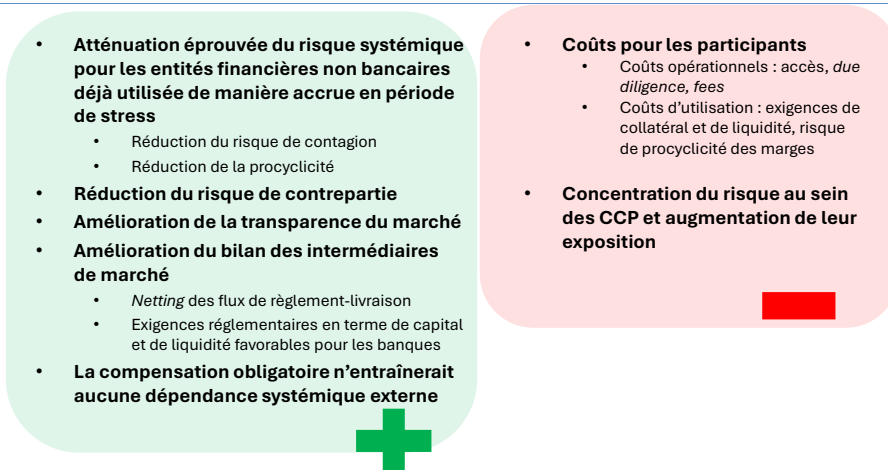 • Atténuation éprouvée du risque systémique
pour les entités financières non bancaires
déjà utilisée de manière accrue en période
de stress
• Réduction du risque de contagion
• Réduction de la procyclicité
• Réduction du risque de contrepartie
• Amélioration de la transparence du marché
• Amélioration du bilan des intermédiaires
de marché
• Netting des flux de règlement-livraison
• Exigences réglementaires en terme de capital
et de liquidité favorables pour les banques
• La compensation obligatoire n’entraînerait
aucune dépendance systémique externe
• Coûts pour les participants
• Coûts opérationnels : accès, due
diligence, fees
• Coûts d’utilisation : exigences de
collatéral et de liquidité, risque
de procyclicité des marges
• Concentration du risque au sein
des CCP et augmentation de leur
exposition